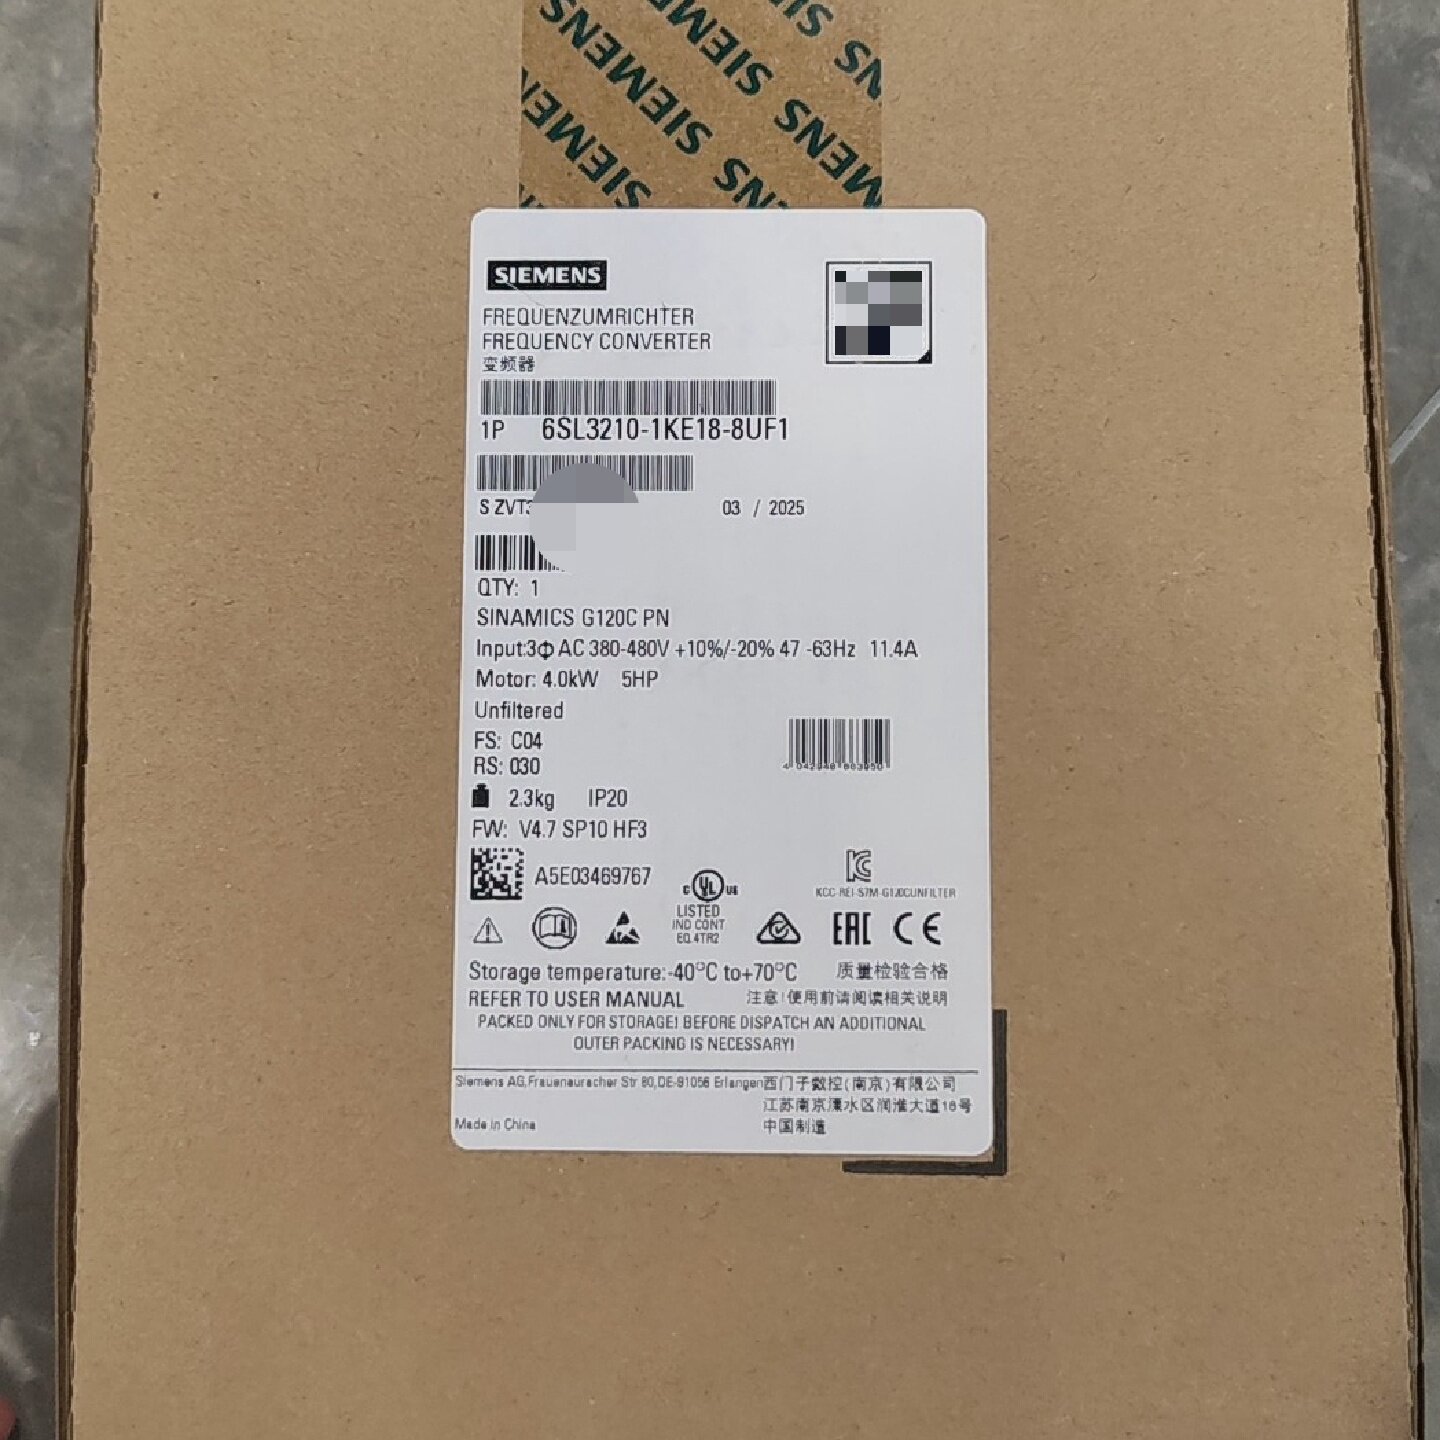 SIEMENS SIEMENS SIEMENS
SIEMENS
FREQUENZUMRICHTER
FREQUENCY CONVERTER
变频器
1P 6SL3210-1KE18-8UF1
S ZVT3 03 / 2025
QTY: 1
SINAMICS G120C PN
Input:3Φ AC 380-480V +10%/-20% 47 -63Hz 11.4A
Motor: 4.0kW 5HP
Unfiltered
FS: C04
RS: 030
2.3kg IP20
FW: V4.7 SP10 HF3
A5E03469767
C UL US
LISTED
IND CONT
EQ.4TR2
KCC-REI-S7M-G120CUNFILTER
EAC CE
Storage temperature:-40°C to+70°C 质量检验合格
REFER TO USER MANUAL 注意!使用前请阅读相关说明
PACKED ONLY FOR STORAGE! BEFORE DISPATCH AN ADDITIONAL
OUTER PACKING IS NECESSARY!
Siemens AG,Frauenauracher Str 80,DE-91056 Erlangen 西门子数控(南京)有限公司
江苏南京溧水区润淮大道18号
Made in China 中国制造